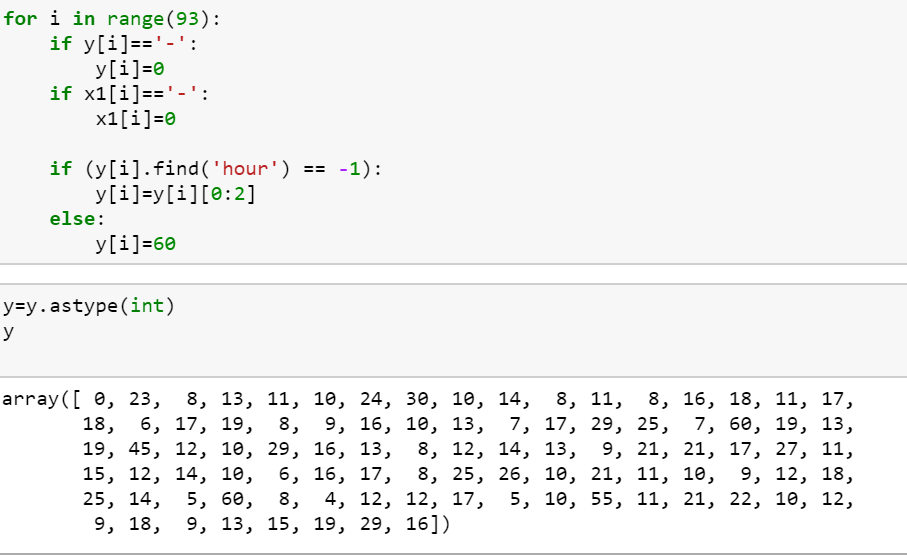 for i in range(93):
    if y[i]=='-':
        y[i]=0
    if x1[i]=='-':
        x1[i]=0

    if (y[i].find('hour') == -1):
        y[i]=y[i][0:2]
    else:
        y[i]=60

y=y.astype(int)
y

array([ 0, 23,  8, 13, 11, 10, 24, 30, 10, 14,  8, 11,  8, 16, 18, 11, 17,
       18,  6, 17, 19,  8,  9, 16, 10, 13,  7, 17, 29, 25,  7, 60, 19, 13,
       19, 45, 12, 10, 29, 16, 13,  8, 12, 14, 13,  9, 21, 21, 17, 27, 11,
       15, 12, 14, 10,  6, 16, 17,  8, 25, 26, 10, 21, 11, 10,  9, 12, 18,
       25, 14,  5, 60,  8,  4, 12, 12, 17,  5, 10, 55, 11, 21, 22, 10, 12,
        9, 18,  9, 13, 15, 19, 29, 16])